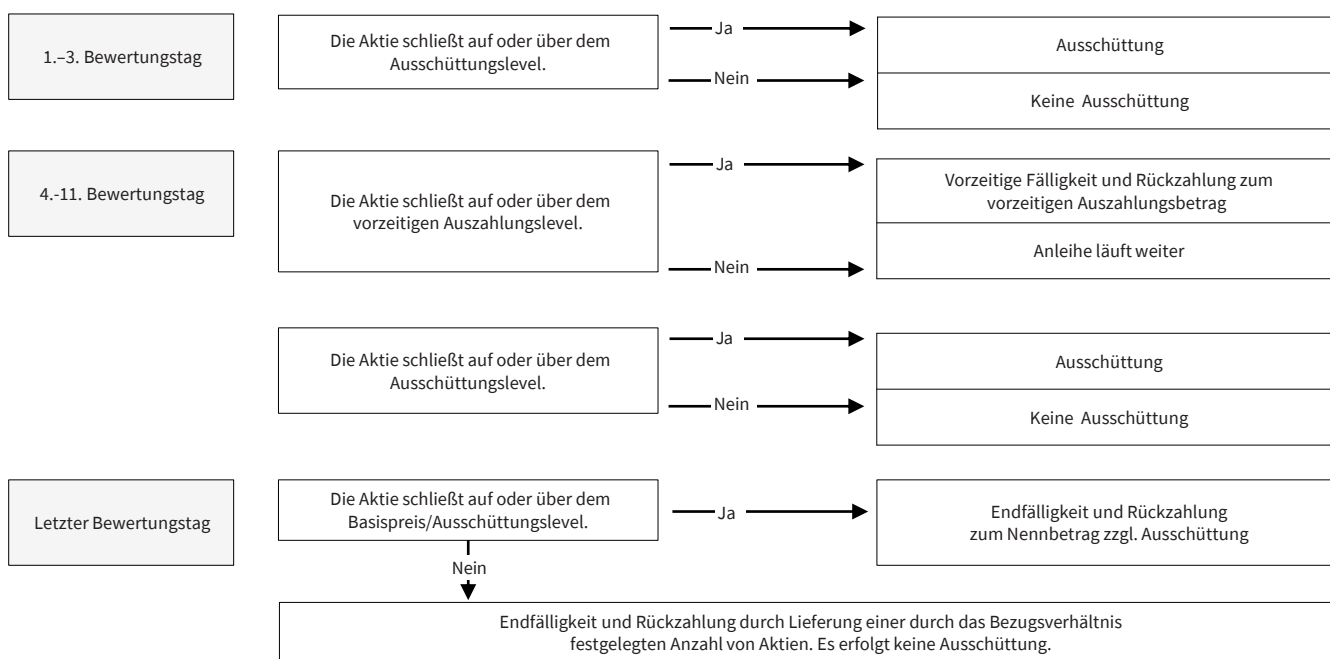 1.–3. Bewertungstag
Die Aktie schließt auf oder über dem
Ausschüttungslevel.
Ja
Nein
Ausschüttung
Keine Ausschüttung
4.-11. Bewertungstag
Die Aktie schließt auf oder über dem
vorzeitigen Auszahlungslevel.
Ja
Nein
Vorzeitige Fälligkeit und Rückzahlung zum
vorzeitigen Auszahlungsbetrag
Anleihe läuft weiter
Die Aktie schließt auf oder über dem
Ausschüttungslevel.
Ja
Nein
Ausschüttung
Keine Ausschüttung
Letzter Bewertungstag
Die Aktie schließt auf oder über dem
Basispreis/Ausschüttungslevel.
Ja
Endfälligkeit und Rückzahlung
zum Nennbetrag zzgl. Ausschüttung
Nein
Endfälligkeit und Rückzahlung durch Lieferung einer durch das Bezugsverhältnis
festgelegten Anzahl von Aktien. Es erfolgt keine Ausschüttung.